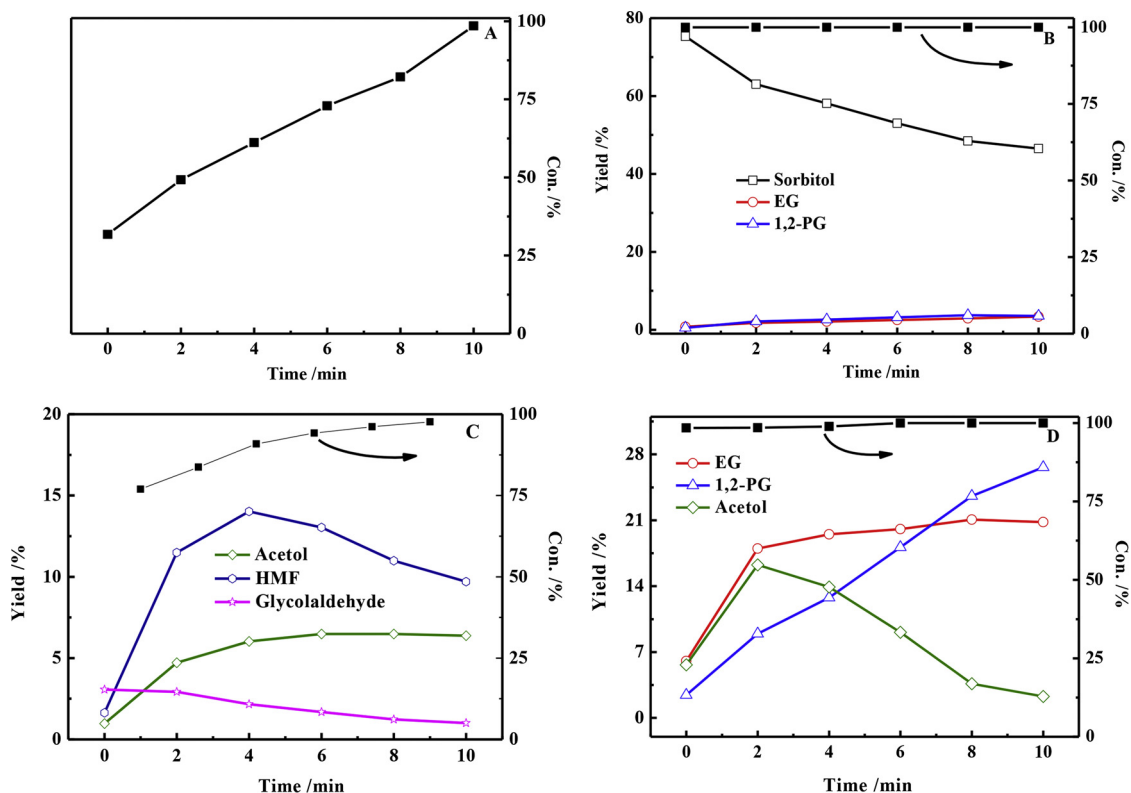 A
100
75
50
25
0
Con. /%
0 2 4 6 8 10
Time /min
B
80
60
40
20
0
Yield /%
100
75
50
25
0
Con. /%
Sorbitol
EG
1,2-PG
0 2 4 6 8 10
Time /min
C
20
15
10
5
0
Yield /%
100
75
50
25
0
Con. /%
Acetol
HMF
Glycolaldehyde
0 2 4 6 8 10
Time /min
D
28
21
14
7
0
Yield /%
100
75
50
25
0
Con. /%
EG
1,2-PG
Acetol
0 2 4 6 8 10
Time /min